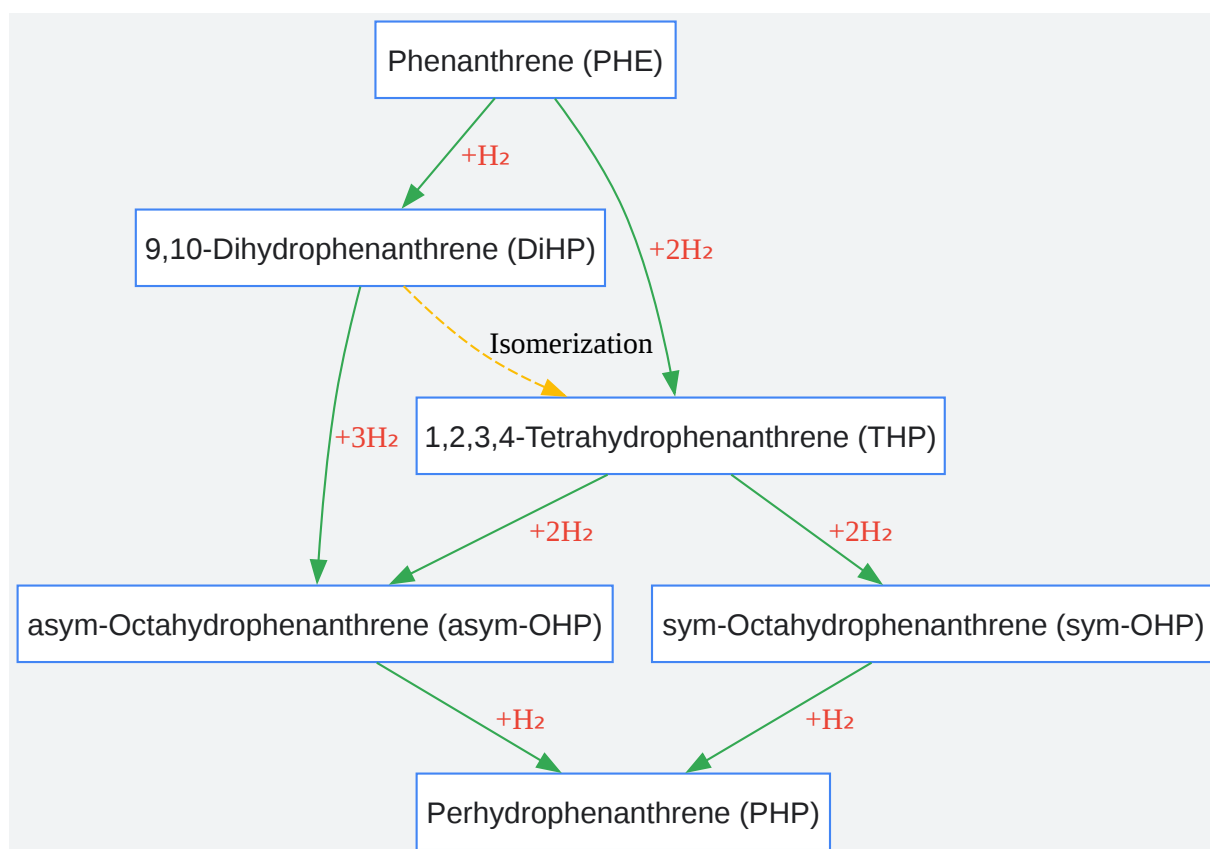 Phenanthrene (PHE)
+H₂
9,10-Dihydrophenanthrene (DiHP)
+2H₂
Isomerization
+3H₂
1,2,3,4-Tetrahydrophenanthrene (THP)
+2H₂
+2H₂
asym-Octahydrophenanthrene (asym-OHP)
sym-Octahydrophenanthrene (sym-OHP)
+H₂
+H₂
Perhydrophenanthrene (PHP)